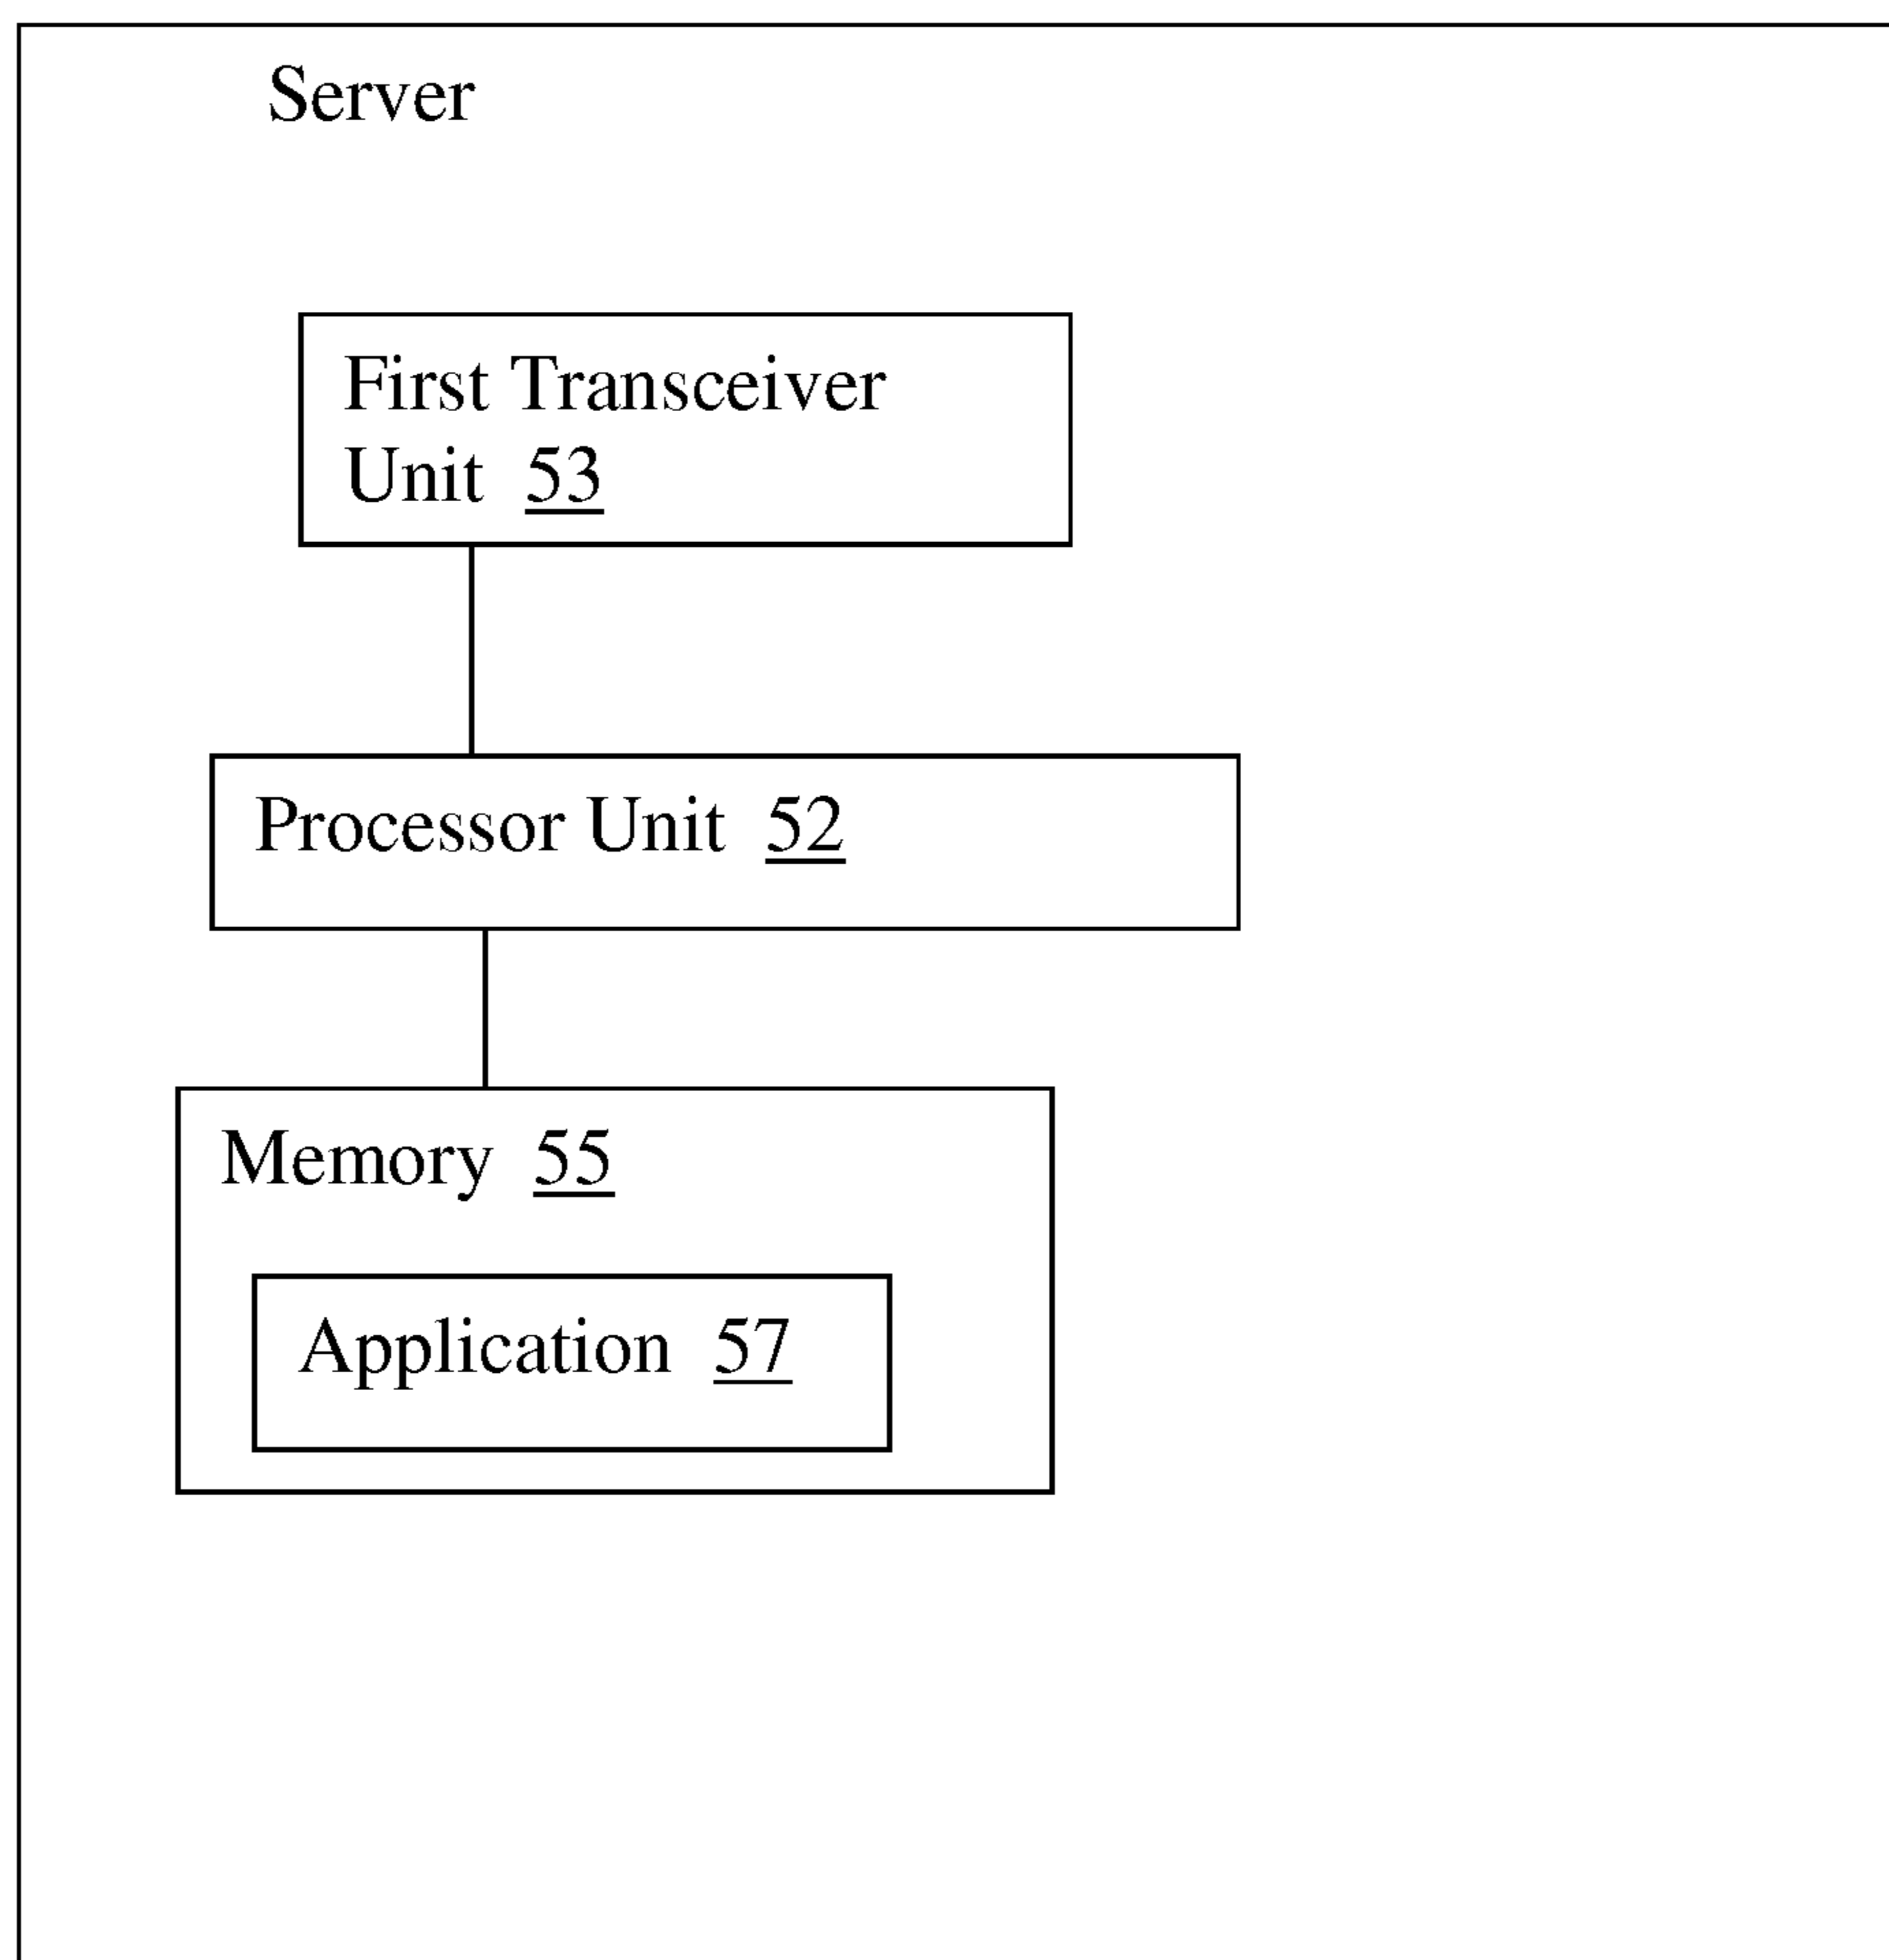 Server
First Transceiver
Unit 53
Processor Unit 52
Memory 55
Application 57